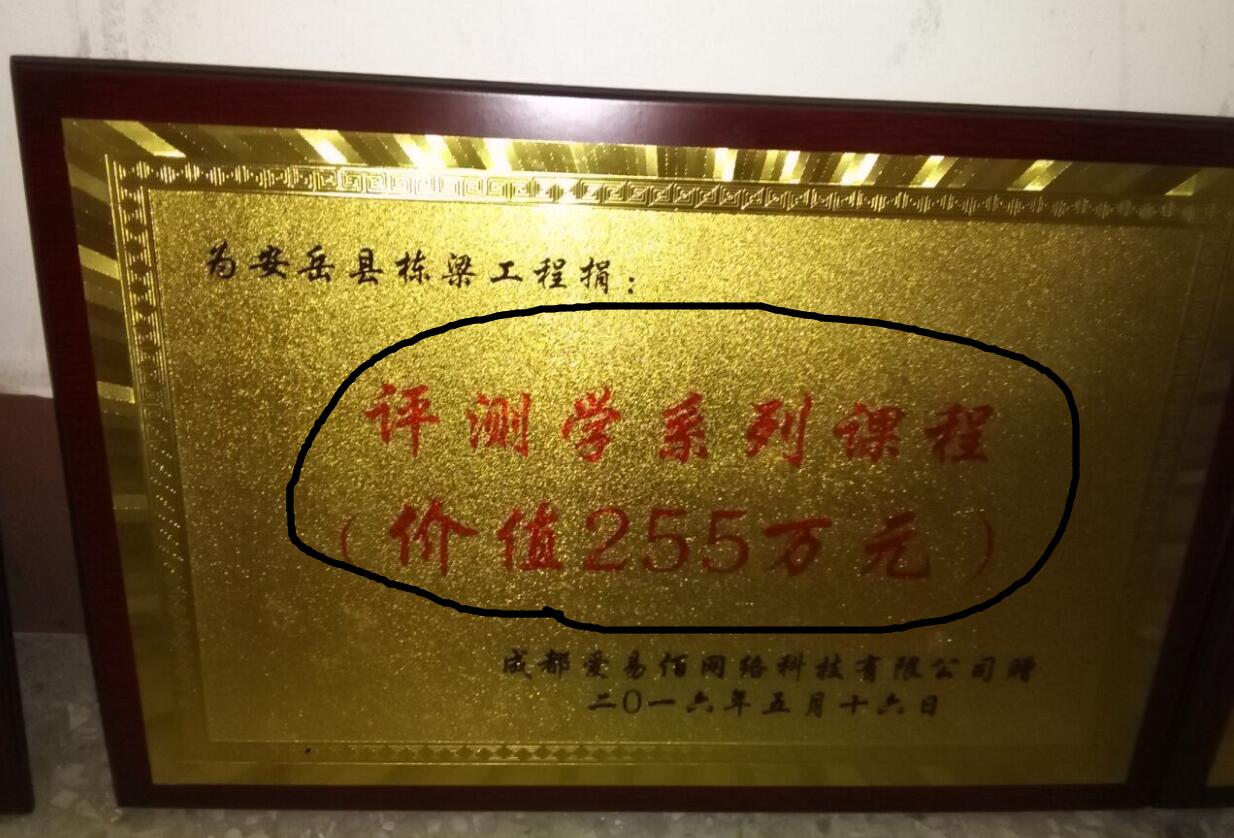 为安岳县栋梁工程捐：
评测学系列课程
（价值255万元）
成都爱易佰网络科技有限公司赠
二0一六年五月十六日